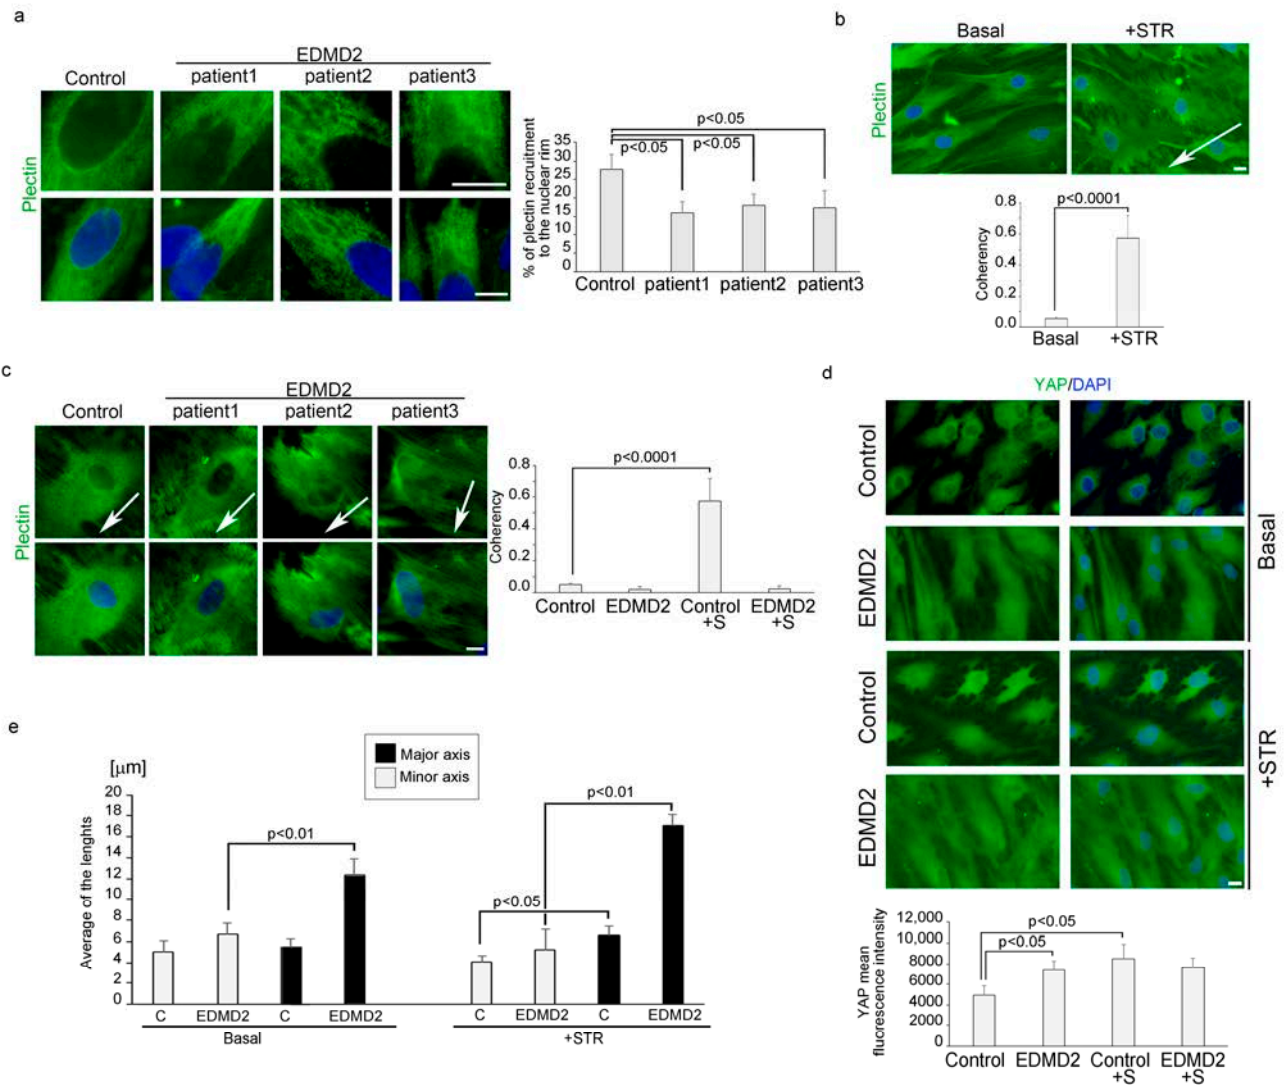 a
EDMD2
Control
patient1
patient2
patient3
Plectin
% of plectin recruitment
to the nuclear rim
35
30
25
20
15
10
5
0
p<0.05
p<0.05
p<0.05
Control
patient1
patient2
patient3
b
Basal
+STR
Plectin
p<0.0001
Coherency
0.8
0.6
0.4
0.2
0.0
Basal
+STR
c
EDMD2
Control
patient1
patient2
patient3
Plectin
Coherency
0.8
0.6
0.4
0.2
0.0
p<0.0001
Control
EDMD2
Control
+S
EDMD2
+S
d
YAP/DAPI
Control
EDMD2
Basal
Control
EDMD2
+STR
YAP mean
fluorescence intensity
12,000
10,000
8000
6000
4000
2000
0
p<0.05
p<0.05
Control
EDMD2
Control
+S
EDMD2
+S
e
Major axis
Minor axis
[µm]
Average of the lenghts
20
18
16
14
12
10
8
6
4
2
0
p<0.01
p<0.05
p<0.01
C
EDMD2
C
EDMD2
Basal
C
EDMD2
C
EDMD2
+STR